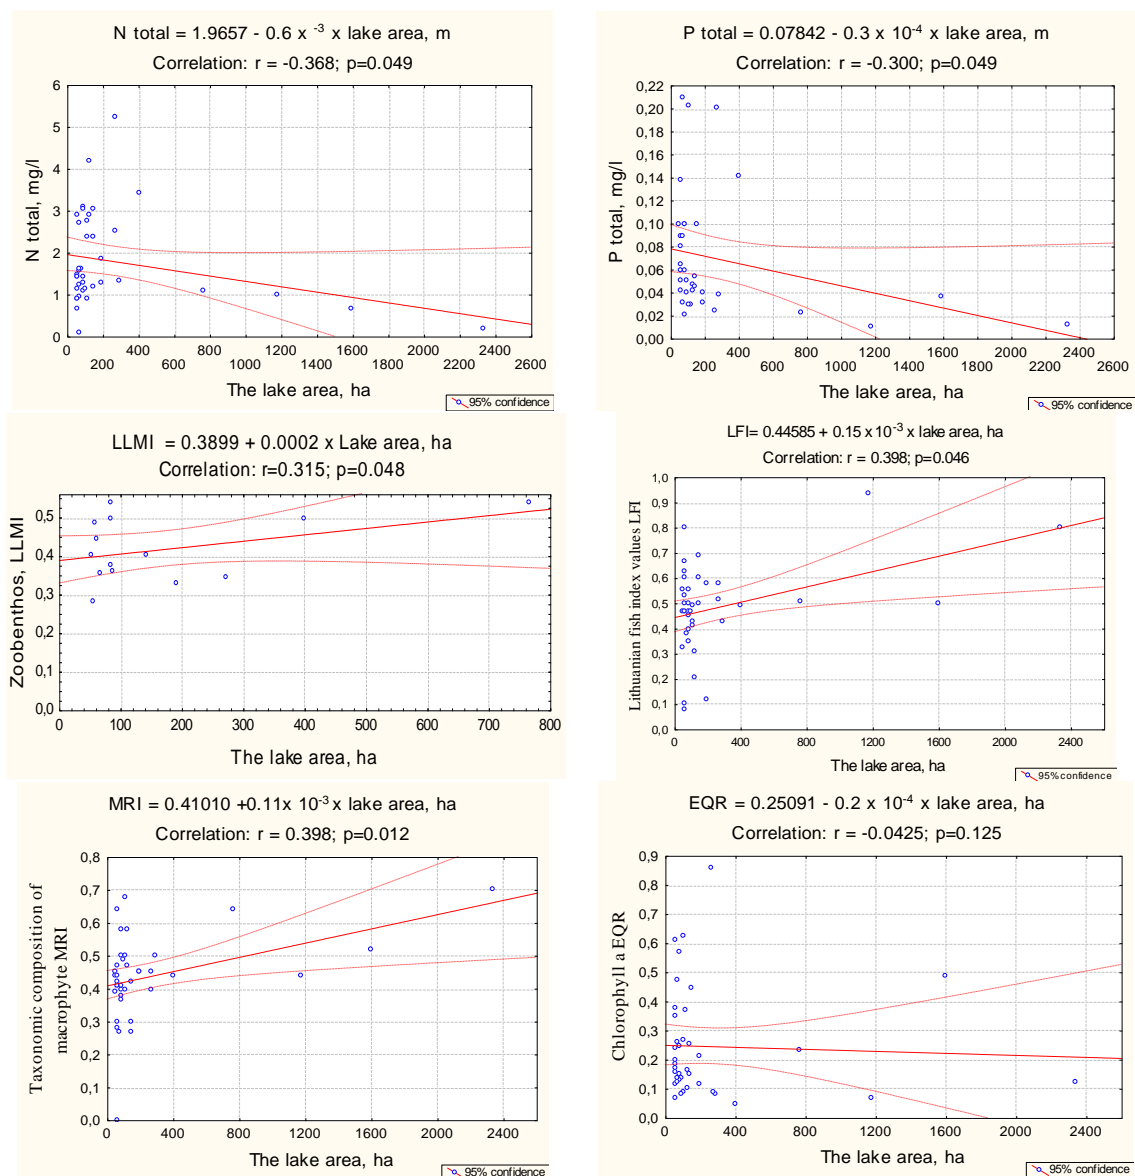 N total = 1.9657 - 0.6 x -3 x lake area, m
Correlation: r = -0.368; p=0.049
N total, mg/l
6
5
4
3
2
1
0
0 400 800 1200 1600 2000 2400
200 600 1000 1400 1800 2200 2600
The lake area, ha
95% confidence
P total = 0.07842 - 0.3 x 10-4 x lake area, m
Correlation: r = -0.300; p=0.049
P total, mg/l
0,22
0,20
0,18
0,16
0,14
0,12
0,10
0,08
0,06
0,04
0,02
0,00
0 400 800 1200 1600 2000 2400
200 600 1000 1400 1800 2200 2600
The lake area, ha
95% confidence
LLMI = 0.3899 + 0.0002 x Lake area, ha
Correlation: r=0.315; p=0.048
Zoobenthos, LLMI
0,5
0,4
0,3
0,2
0,1
0,0
0 100 200 300 400 500 600 700 800
The lake area, ha
LFI= 0.44585 + 0.15 x 10-3 x lake area, ha
Correlation: r = 0.398; p=0.046
Lithuanian fish index values LFI
1,0
0,9
0,8
0,7
0,6
0,5
0,4
0,3
0,2
0,1
0,0
0 400 800 1200 1600 2000 2400
The lake area, ha
95% confidence
MRI = 0.41010 +0.11x 10-3 x lake area, ha
Correlation: r = 0.398; p=0.012
Taxonomic composition of
macrophyte MRI
0,8
0,7
0,6
0,5
0,4
0,3
0,2
0,1
0,0
0 400 800 1200 1600 2000 2400
The lake area, ha
95% confidence
EQR = 0.25091 - 0.2 x 10-4 x lake area, ha
Correlation: r = -0.0425; p=0.125
Chlorophyll a EQR
0,9
0,8
0,7
0,6
0,5
0,4
0,3
0,2
0,1
0,0
0 400 800 1200 1600 2000 2400
The lake area, ha
95% confidence